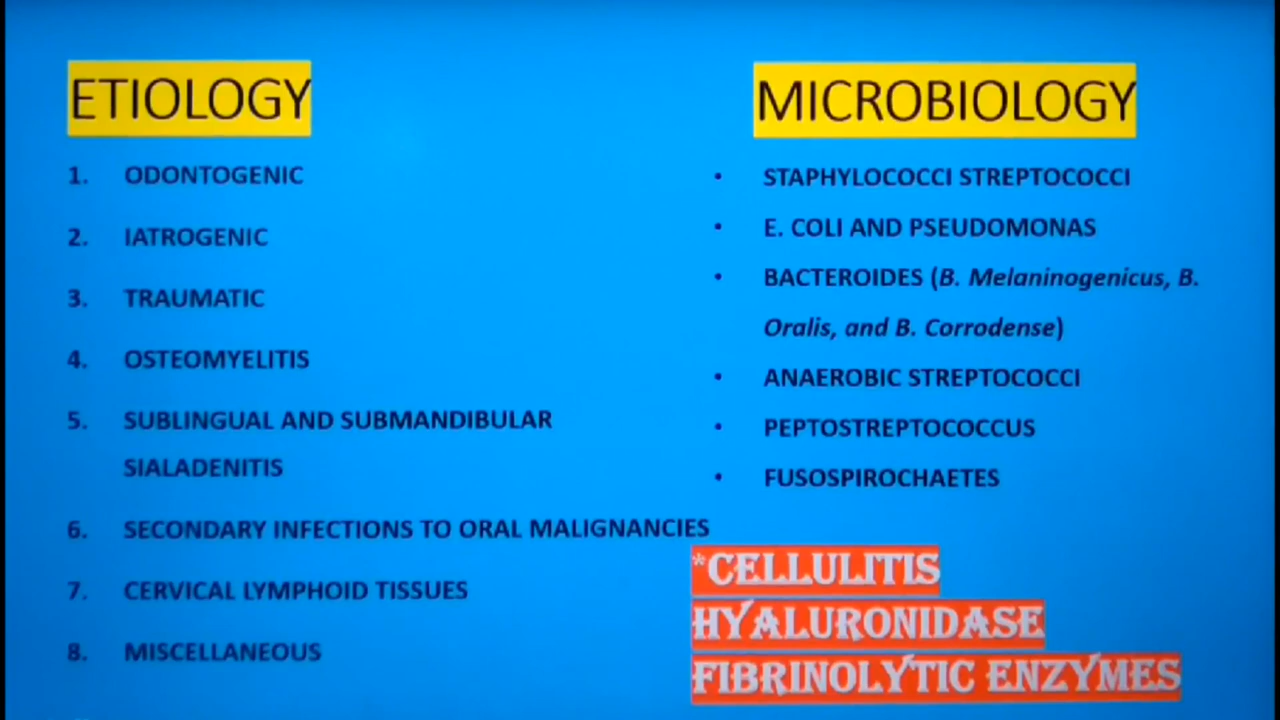 ETIOLOGY
1. ODONTOGENIC
2. IATROGENIC
3. TRAUMATIC
4. OSTEOMYELITIS
5. SUBLINGUAL AND SUBMANDIBULAR
SIALADENITIS
6. SECONDARY INFECTIONS TO ORAL MALIGNANCIES
7. CERVICAL LYMPHOID TISSUES
8. MISCELLANEOUS
MICROBIOLOGY
• STAPHYLOCOCCI STREPTOCOCCI
• E. COLI AND PSEUDOMONAS
• BACTEROIDES (B. Melaninogenicus, B.
Oralis, and B. Corrodense)
• ANAEROBIC STREPTOCOCCI
• PEPTOSTREPTOCOCCUS
• FUSOSPIROCHAETES
*CELLULITIS
HYALURONIDASE
FIBRINOLYTIC ENZYMES